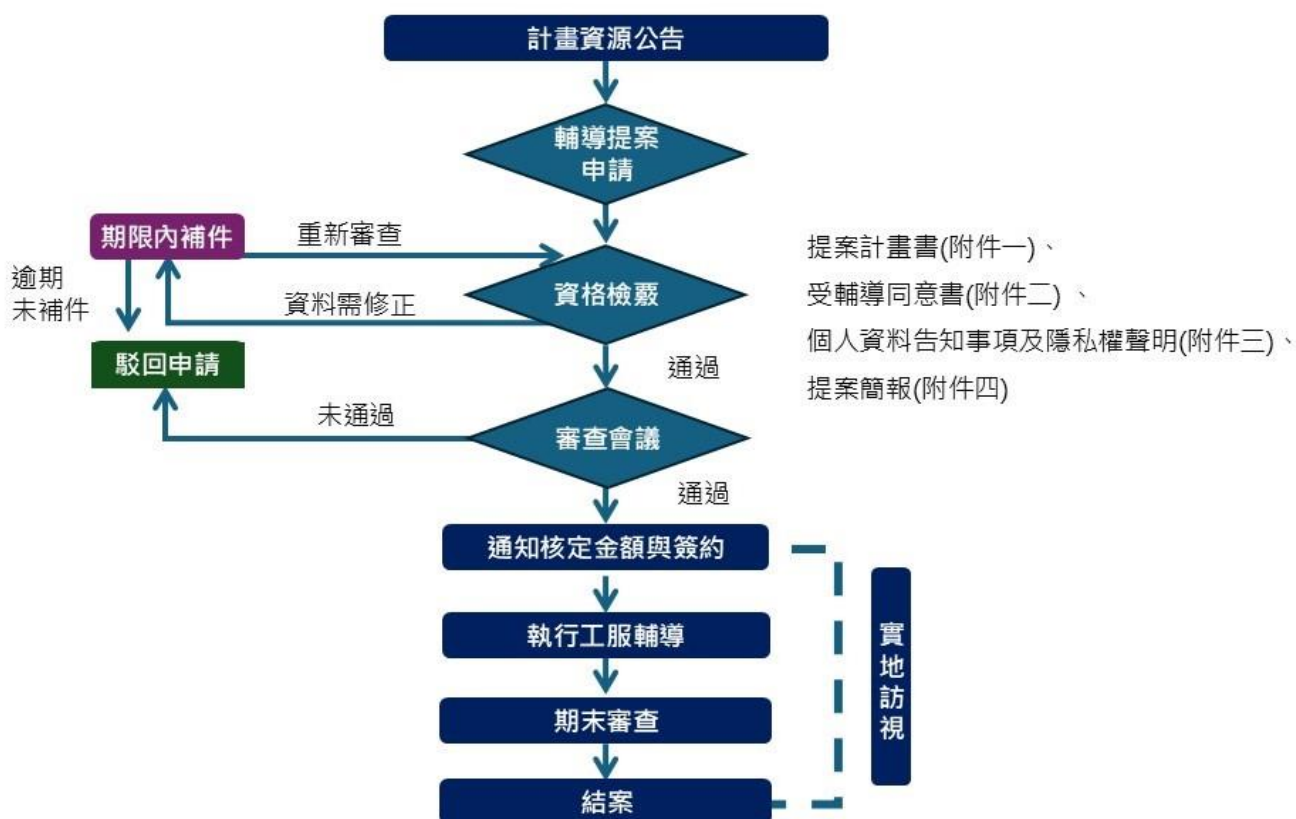 計畫資源公告
輔導提案
申請
期限內補件
重新審查
逾期
未補件
資料需修正
資格檢覈
提案計畫書(附件一)、
受輔導同意書(附件二) 、
個人資料告知事項及隱私權聲明(附件三)、
提案簡報(附件四)
駁回申請
通過
未通過
審查會議
通過
通知核定金額與簽約
執行工服輔導
期末審查
結案
實地訪視